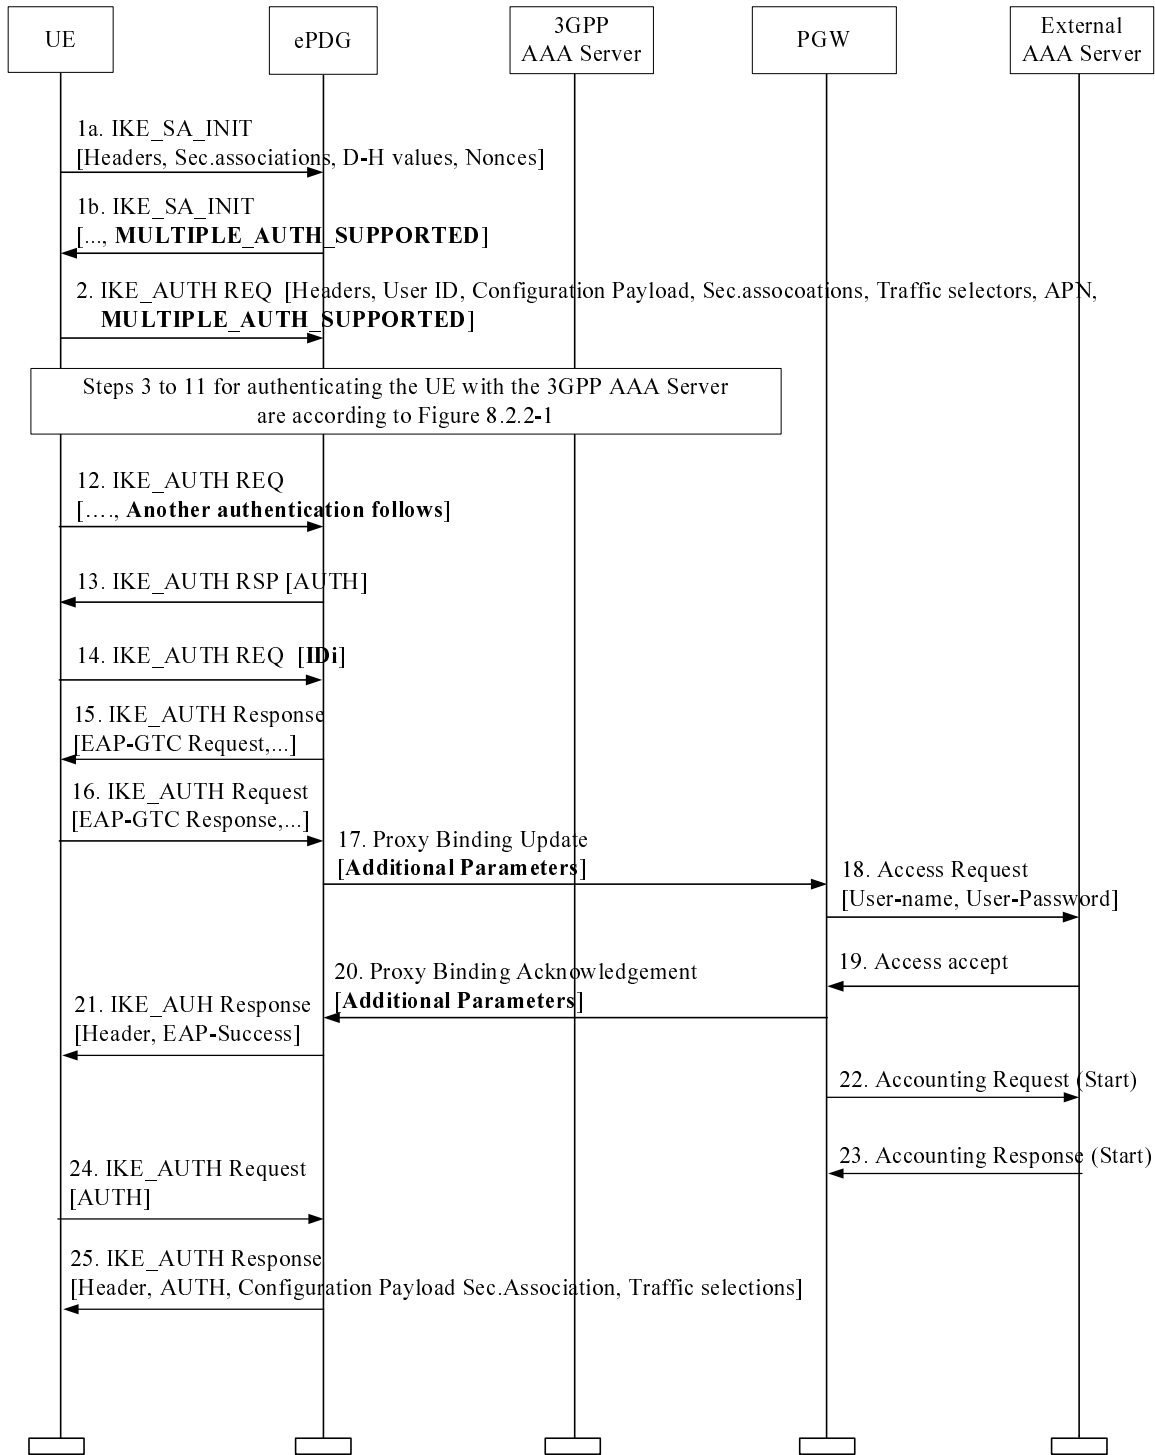 UE
ePDG
3GPP
AAA Server
PGW
External
AAA Server
1a. IKE_SA_INIT
[Headers, Sec.associations, D-H values, Nonces]
1b. IKE_SA_INIT
[..., MULTIPLE_AUTH_SUPPORTED]
2. IKE_AUTH REQ [Headers, User ID, Configuration Payload, Sec.assocoations, Traffic selectors, APN,
MULTIPLE_AUTH_SUPPORTED]
Steps 3 to 11 for authenticating the UE with the 3GPP AAA Server
are according to Figure 8.2.2-1
12. IKE_AUTH REQ
[...., Another authentication follows]
13. IKE_AUTH RSP [AUTH]
14. IKE_AUTH REQ [IDi]
15. IKE_AUTH Response
[EAP-GTC Request,...]
16. IKE_AUTH Request
[EAP-GTC Response,...]
17. Proxy Binding Update
[Additional Parameters]
18. Access Request
[User-name, User-Password]
19. Access accept
20. Proxy Binding Acknowledgement
[Additional Parameters]
21. IKE_AUH Response
[Header, EAP-Success]
22. Accounting Request (Start)
23. Accounting Response (Start)
24. IKE_AUTH Request
[AUTH]
25. IKE_AUTH Response
[Header, AUTH, Configuration Payload Sec.Association, Traffic selections]